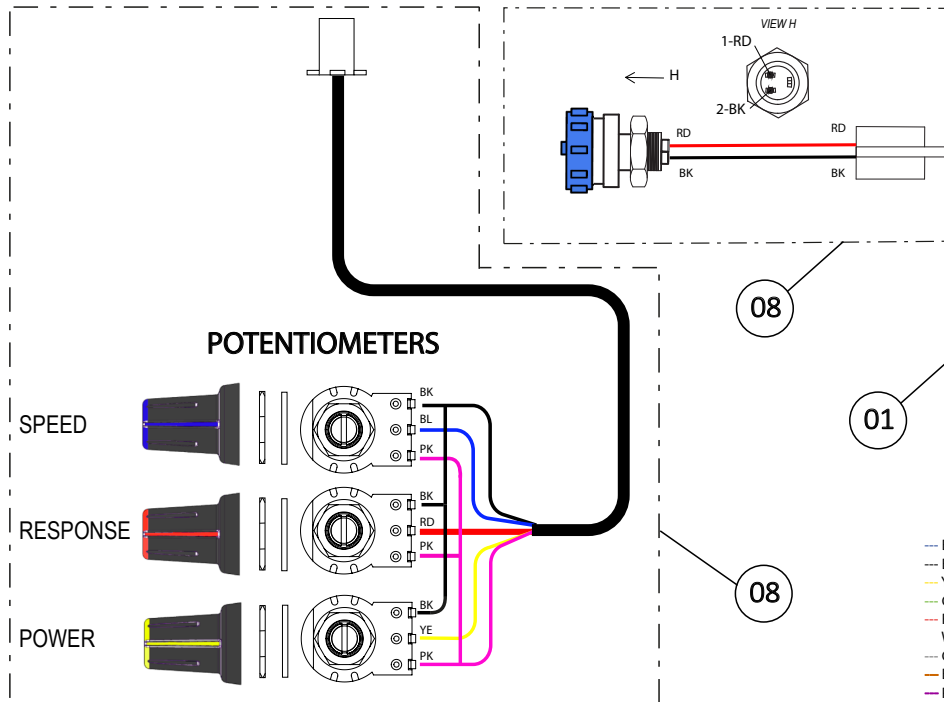 VIEW H
1-RD
H
2-BK
RD
RD
BK
BK
08
POTENTIOMETERS
01
SPEED
BK
BL
PK
RESPONSE
BK
RD
PK
08
POWER
BK
YE
PK